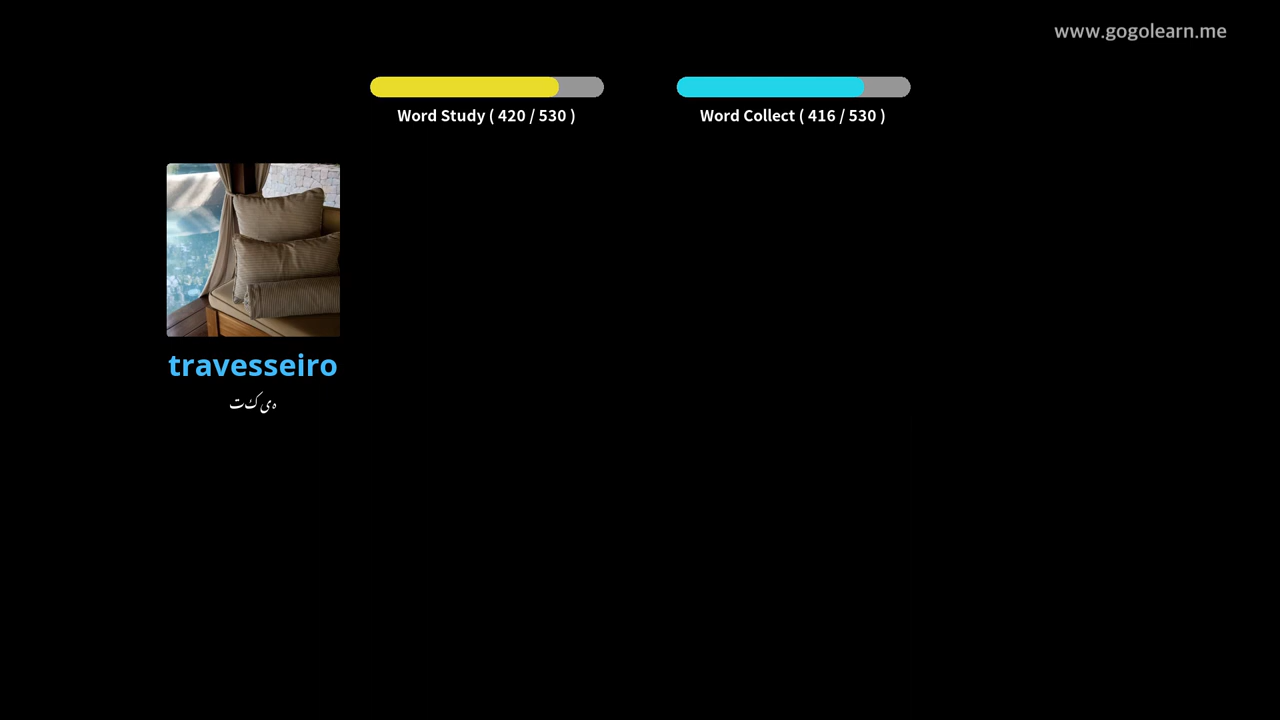 www.gogolearn.me
Word Study ( 420 / 530 )
Word Collect ( 416 / 530 )
travesseiro
ہ ی ک ت